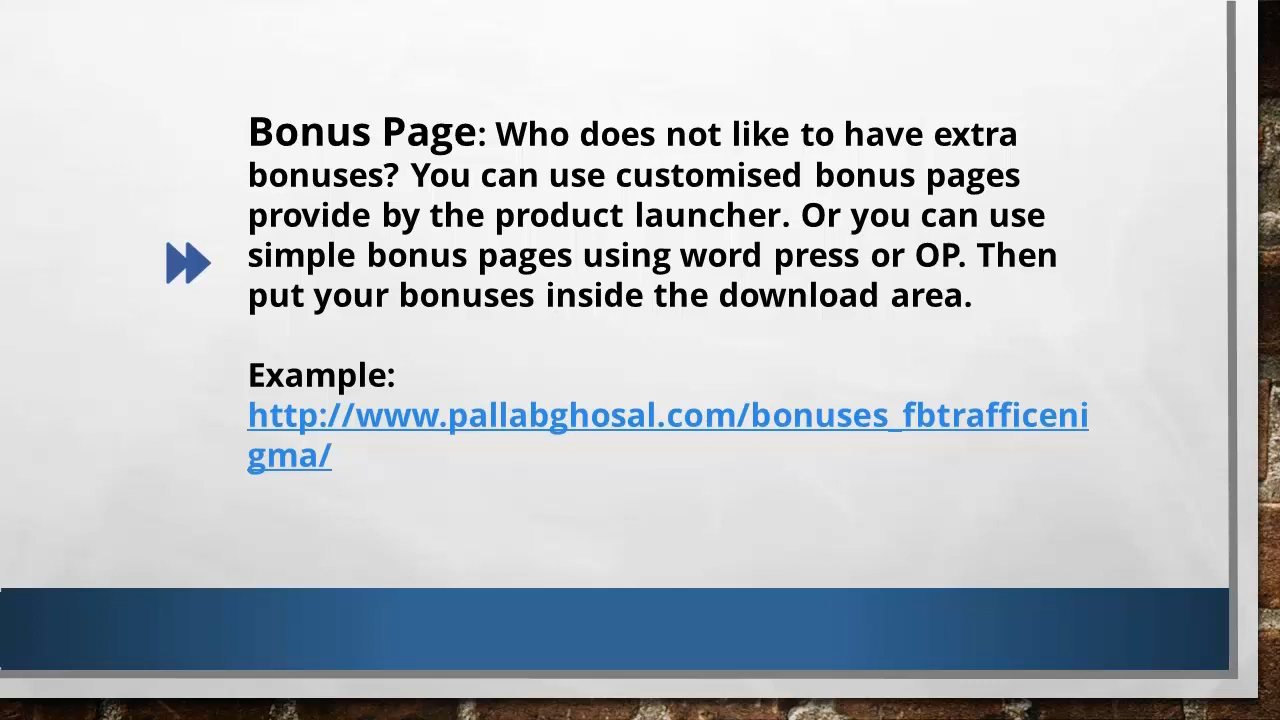 Bonus Page: Who does not like to have extra
bonuses? You can use customised bonus pages
provide by the product launcher. Or you can use
simple bonus pages using word press or OP. Then
put your bonuses inside the download area.
Example:
http://www.pallabghosal.com/bonuses_fbtrafficeni
gma/